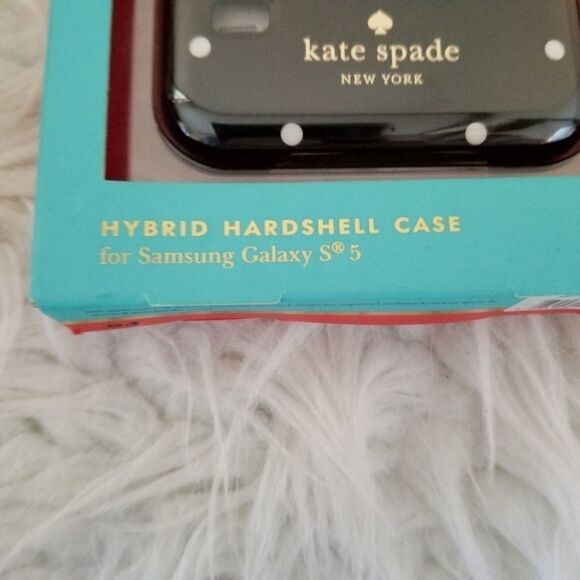 kate spade
NEW YORK
HYBRID HARDSHELL CASE
for Samsung Galaxy S® 5